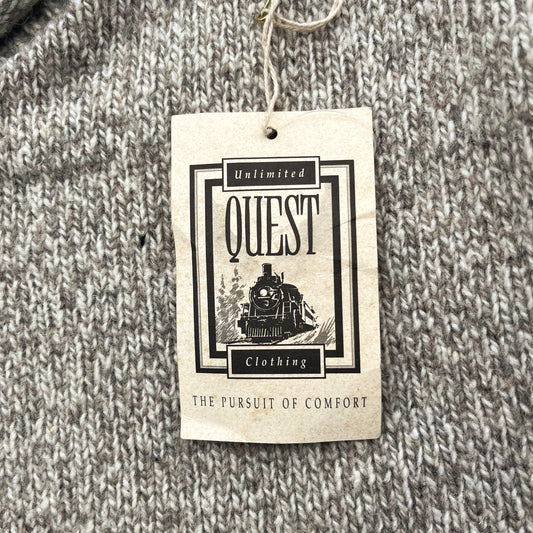 Unlimited
QUEST
Clothing
THE PURSUIT OF COMFORT